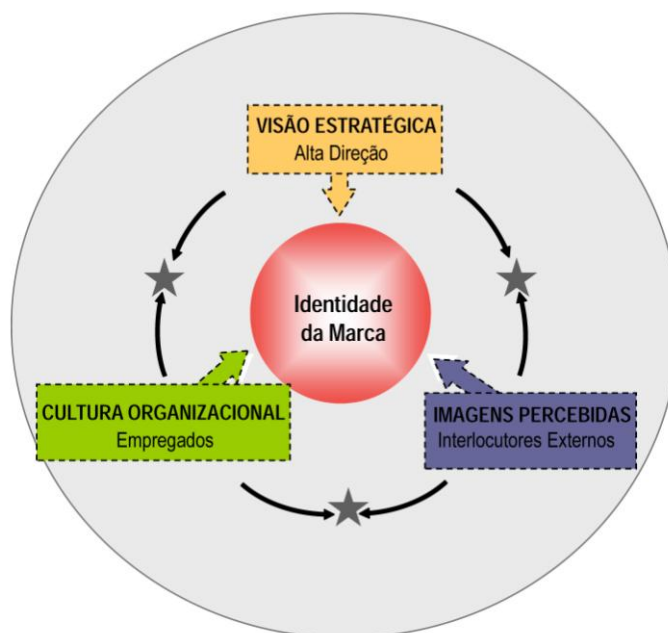 VISÃO ESTRATÉGICA
Alta Direção
Identidade
da Marca
CULTURA ORGANIZACIONAL
Empregados
IMAGENS PERCEBIDAS
Interlocutores Externos